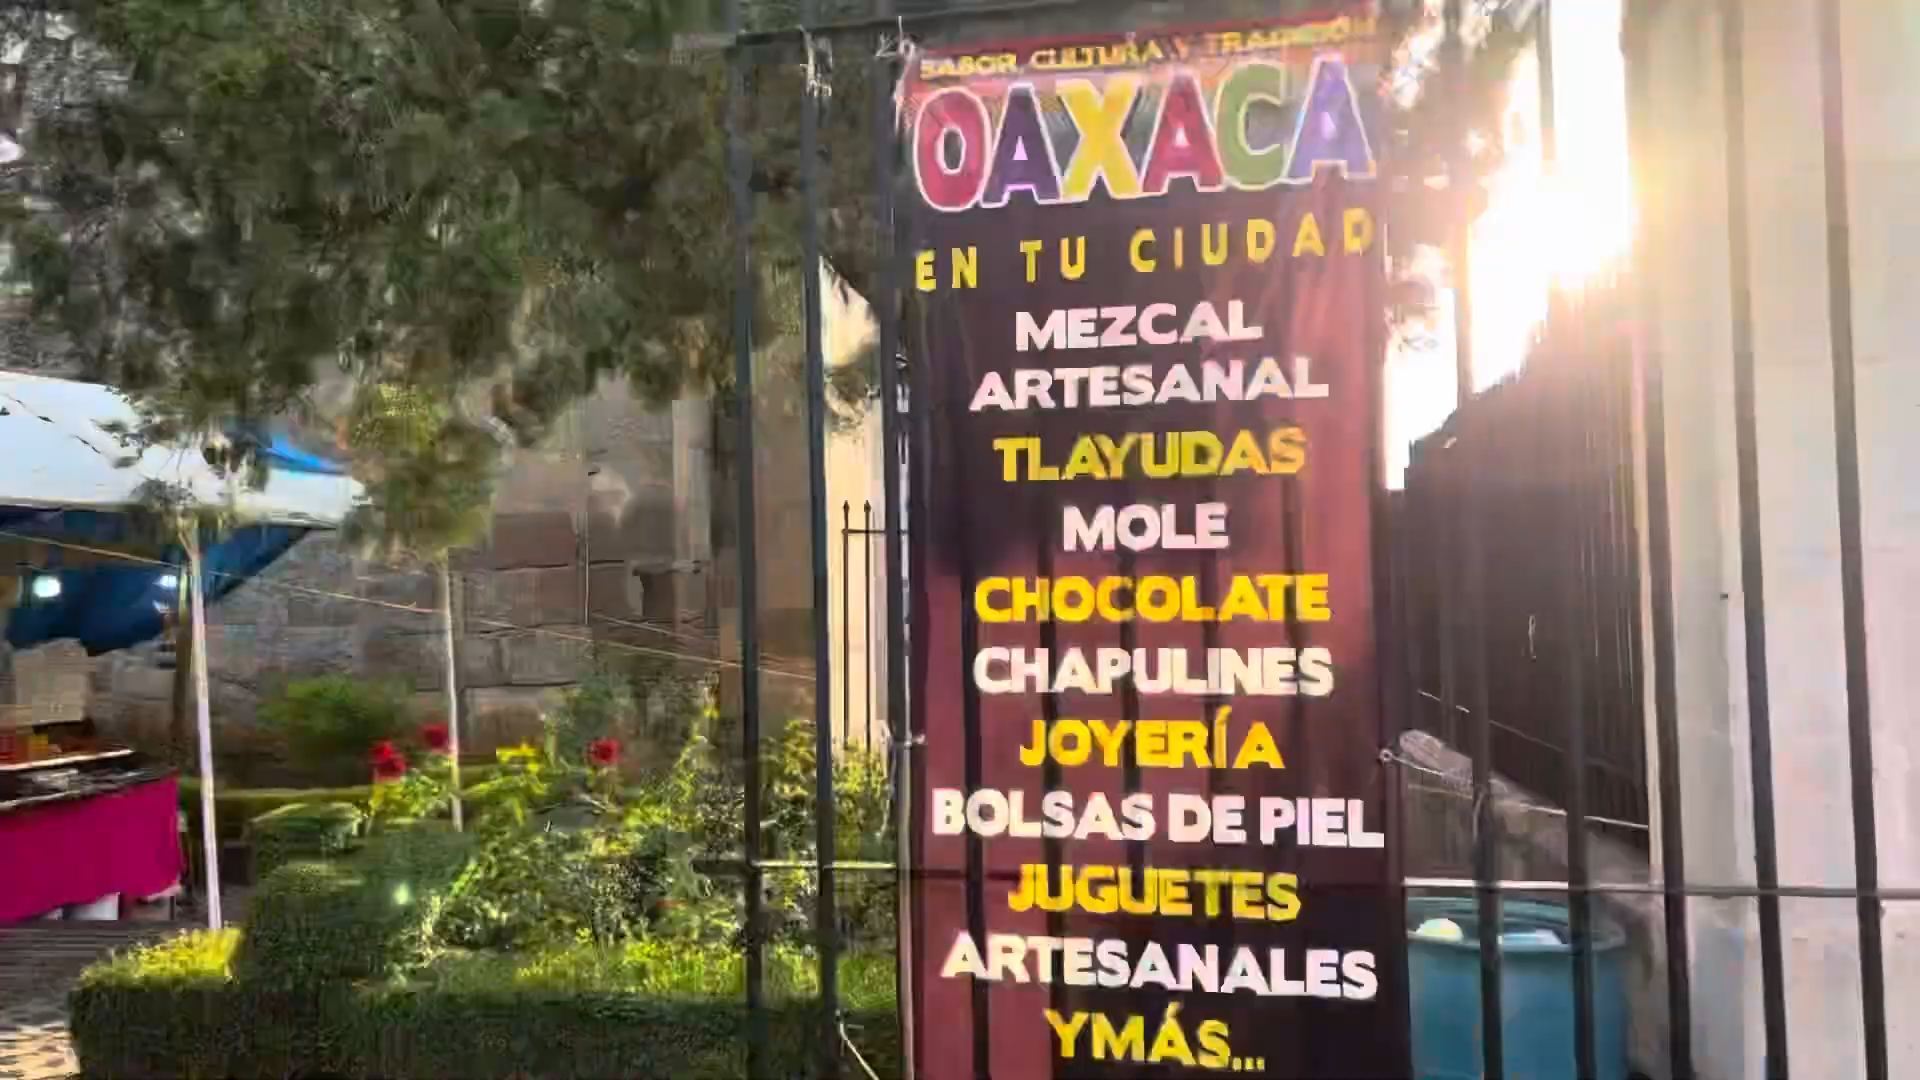 SABOR, CULTURA Y TRADICIÓN
OAXACA
EN TU CIUDAD
MEZCAL
ARTESANAL
TLAYUDAS
MOLE
CHOCOLATE
CHAPULINES
JOYERÍA
BOLSAS DE PIEL
JUGUETES
ARTESANALES
YMÁS...